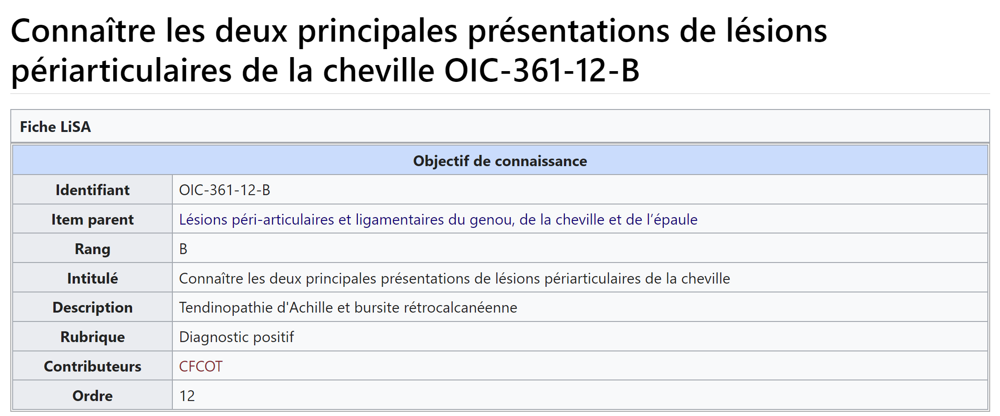 Connaître les deux principales présentations de lésions
périarticulaires de la cheville OIC-361-12-B
Fiche LiSA
Objectif de connaissance
Identifiant OIC-361-12-B
Item parent Lésions péri-articulaires et ligamentaires du genou, de la cheville et de l’épaule
Rang B
Intitulé Connaître les deux principales présentations de lésions périarticulaires de la cheville
Description Tendinopathie d'Achille et bursite rétrocalcanéenne
Rubrique Diagnostic positif
Contributeurs CFCOT
Ordre 12